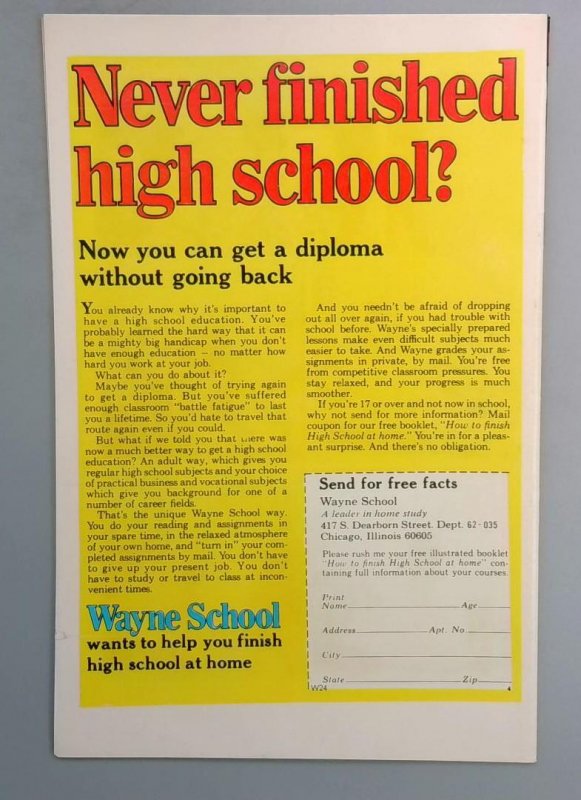 Never finished
high school?
Now you can get a diploma
without going back
You already know why it's important to
have a high school education. You've
probably learned the hard way that it can
be a mighty big handicap when you don't
have enough education – no matter how
hard you work at your job.
What can you do about it?
Maybe you've thought of trying again
to get a diploma. But you've suffered
enough classroom "battle fatigue" to last
you a lifetime. So you'd hate to travel that
route again even if you could.
But what if we told you that there was
now a much better way to get a high school
education? An adult way, which gives you
regular high school subjects and your choice
of practical business and vocational subjects
which give you background for one of a
number of career fields.
That's the unique Wayne School way.
You do your reading and assignments in
your spare time, in the relaxed atmosphere
of your own home, and "turn in" your com-
pleted assignments by mail. You don't have
to give up your present job. You don't
have to study or travel to class at incon-
venient times.
Wayne School
wants to help you finish
high school at home
And you needn't be afraid of dropping
out all over again, if you had trouble with
school before. Wayne's specially prepared
lessons make even difficult subjects much
easier to take. And Wayne grades your as-
signments in private, by mail. You're free
from competitive classroom pressures. You
stay relaxed, and your progress is much
smoother.
If you're 17 or over and not now in school,
why not send for more information? Mail
coupon for our free booklet, "How to finish
High School at home." You're in for a pleas-
ant surprise. And there's no obligation.
Send for free facts
Wayne School
A leader in home study
417 S. Dearborn Street. Dept. 62-035
Chicago, Illinois 60605
Please rush me your free illustrated booklet
"How to finish High School at home" con-
taining full information about your courses.
Print
Name Age
Address Apt. No.
City
State Zip
W24 4